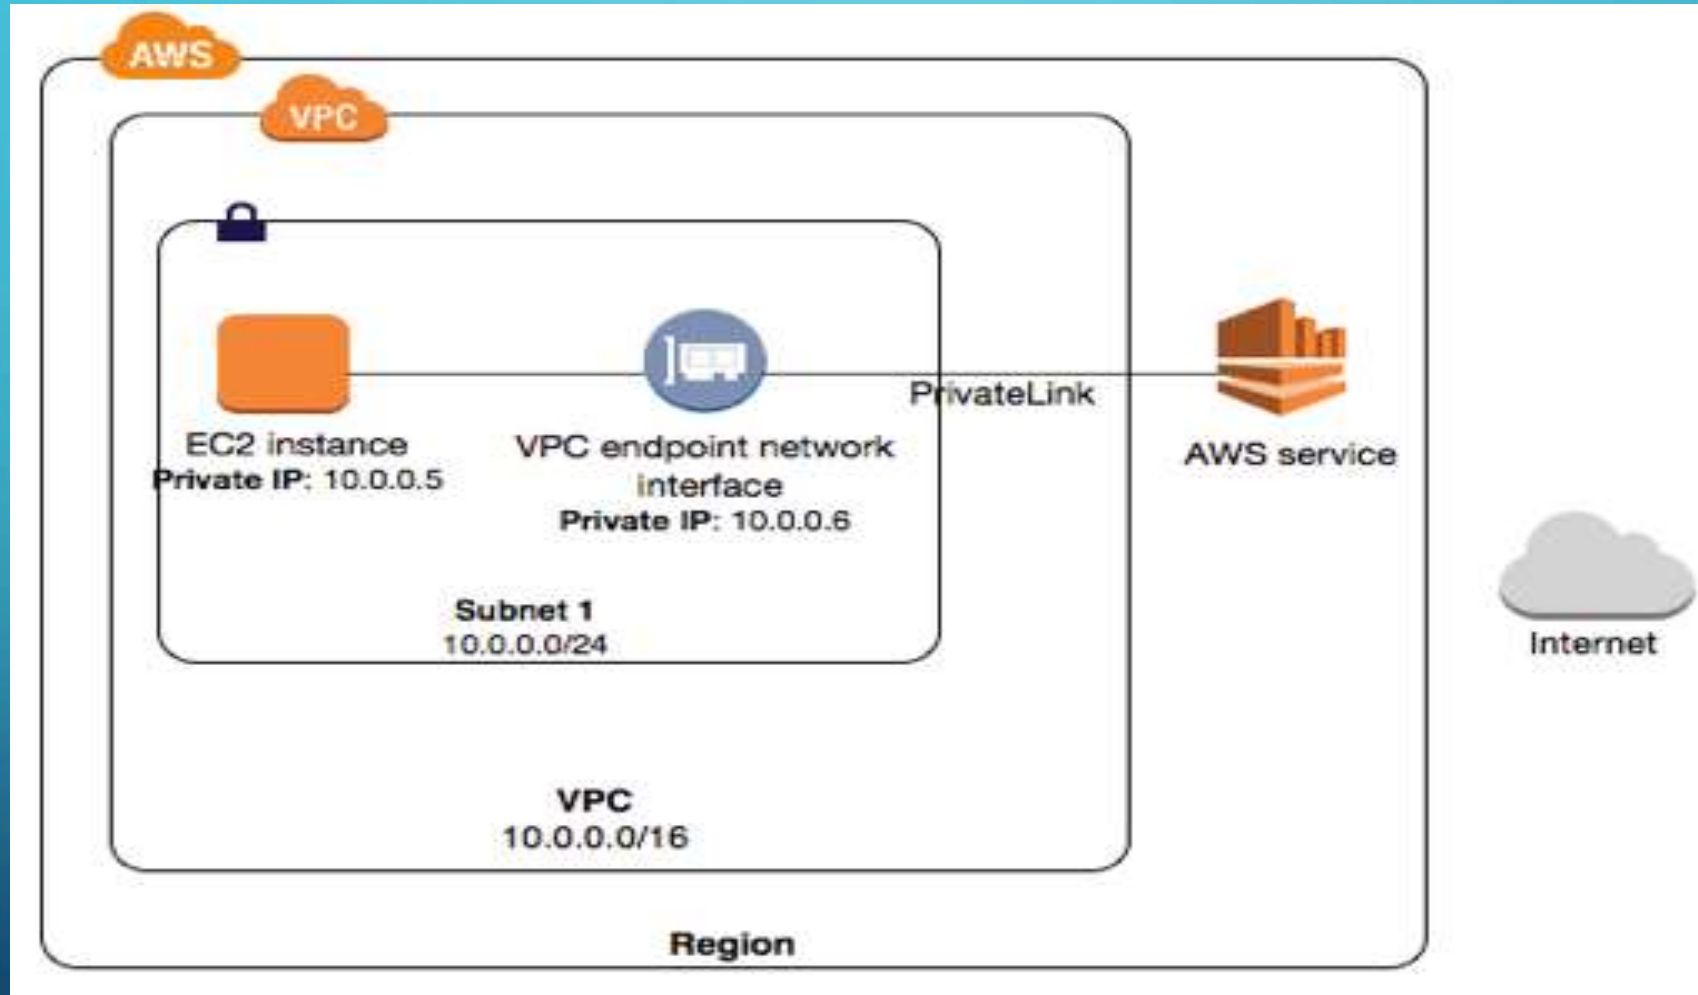 AWS
VPC
EC2 instance
Private IP: 10.0.0.5
VPC endpoint network
interface
Private IP: 10.0.0.6
PrivateLink
AWS service
Internet
Subnet 1
10.0.0.0/24
VPC
10.0.0.0/16
Region